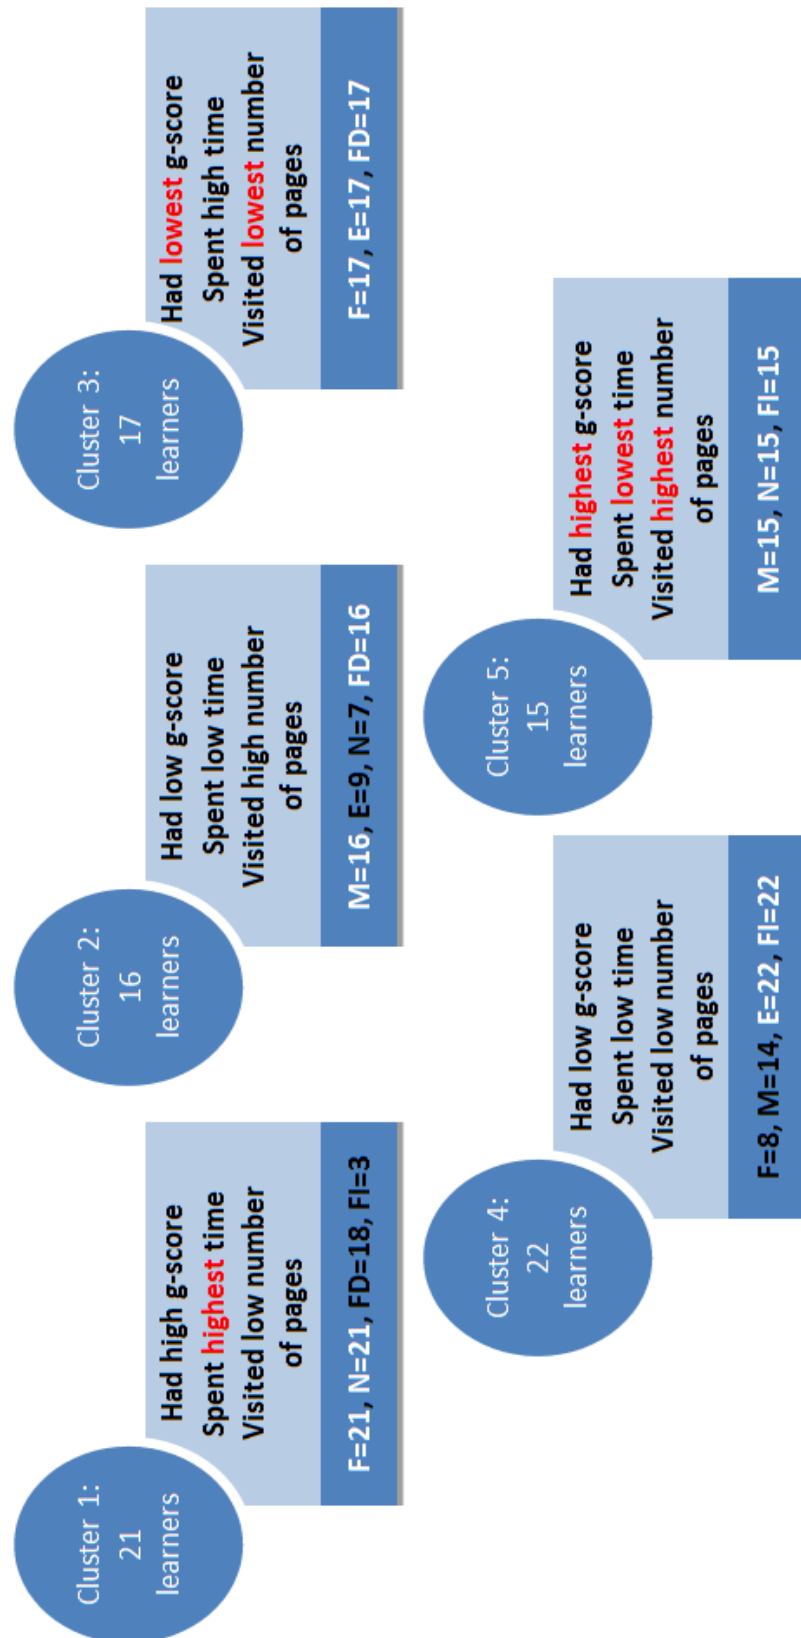 Cluster 1:
21
learners
Had high g-score
Spent highest time
Visited low number
of pages
F=21, N=21, FD=18, FI=3
Cluster 2:
16
learners
Had low g-score
Spent low time
Visited high number
of pages
M=16, E=9, N=7, FD=16
Cluster 3:
17
learners
Had lowest g-score
Spent high time
Visited lowest number
of pages
F=17, E=17, FD=17
Cluster 4:
22
learners
Had low g-score
Spent low time
Visited low number
of pages
F=8, M=14, E=22, FI=22
Cluster 5:
15
learners
Had highest g-score
Spent lowest time
Visited highest number
of pages
M=15, N=15, FI=15